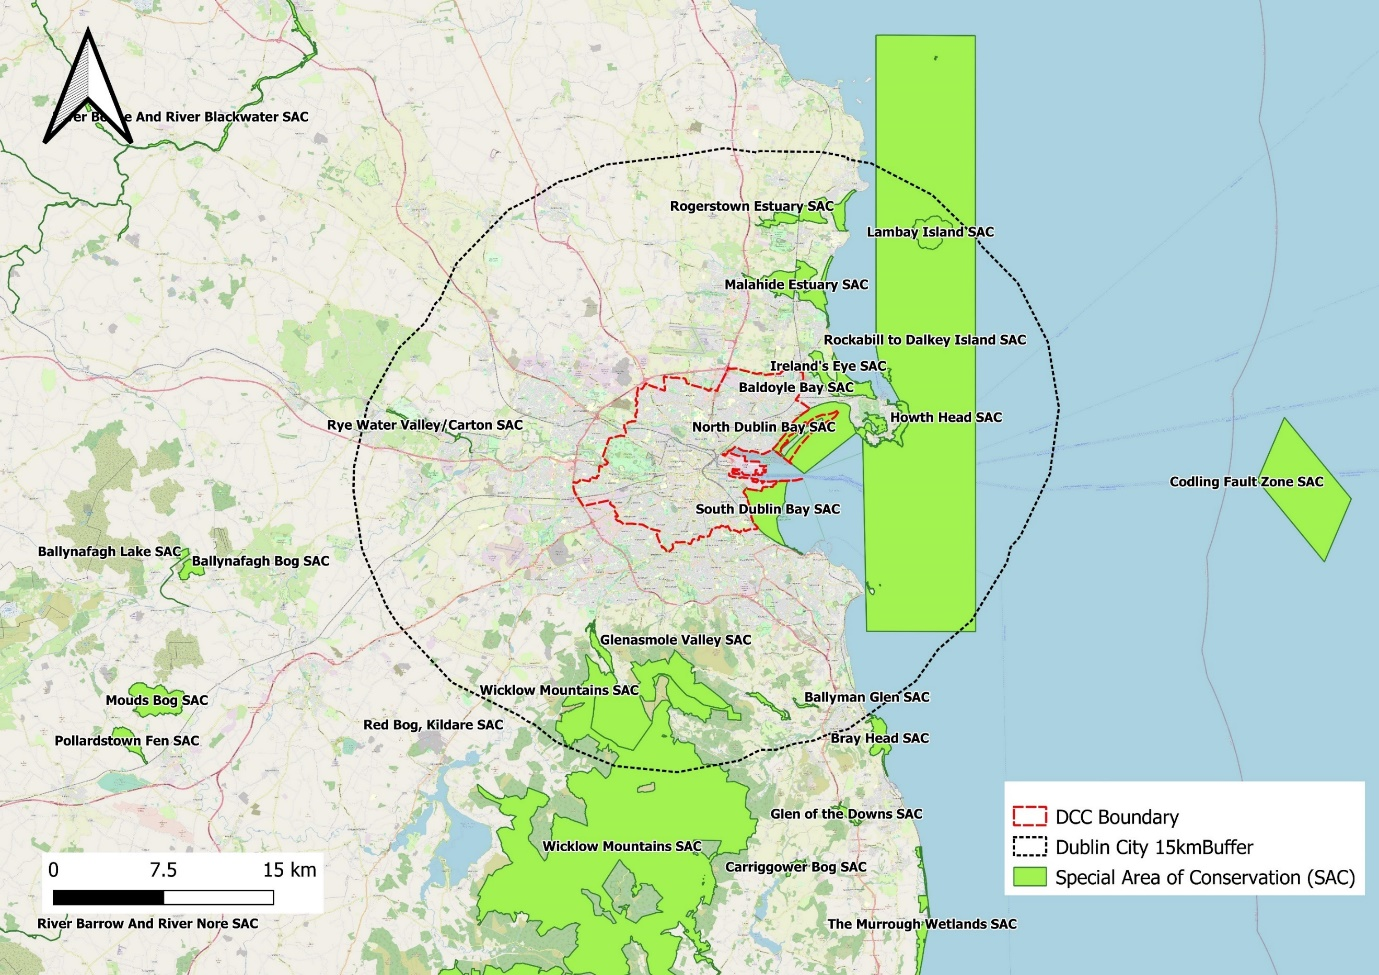 And River Blackwater SAC
Rogerstown Estuary SAC
Lambay Island SAC
Malahide Estuary SAC
Rockabill to Dalkey Island SAC
Ireland's Eye SAC
Baldoyle Bay SAC
Howth Head SAC
Rye Water Valley/Carton SAC
North Dublin Bay SAC
Codling Fault Zone SAC
South Dublin Bay SAC
Ballynafagh Lake SAC
Ballynafagh Bog SAC
Glenasmole Valley SAC
Wicklow Mountains SAC
Ballyman Glen SAC
Mouds Bog SAC
Red Bog, Kildare SAC
Pollardstown Fen SAC
Bray Head SAC
Glen of the Downs SAC
Wicklow Mountains SAC
Carriggower Bog SAC
The Murrough Wetlands SAC
River Barrow And River Nore SAC
0 7.5 15 km
DCC Boundary
Dublin City 15kmBuffer
Special Area of Conservation (SAC)